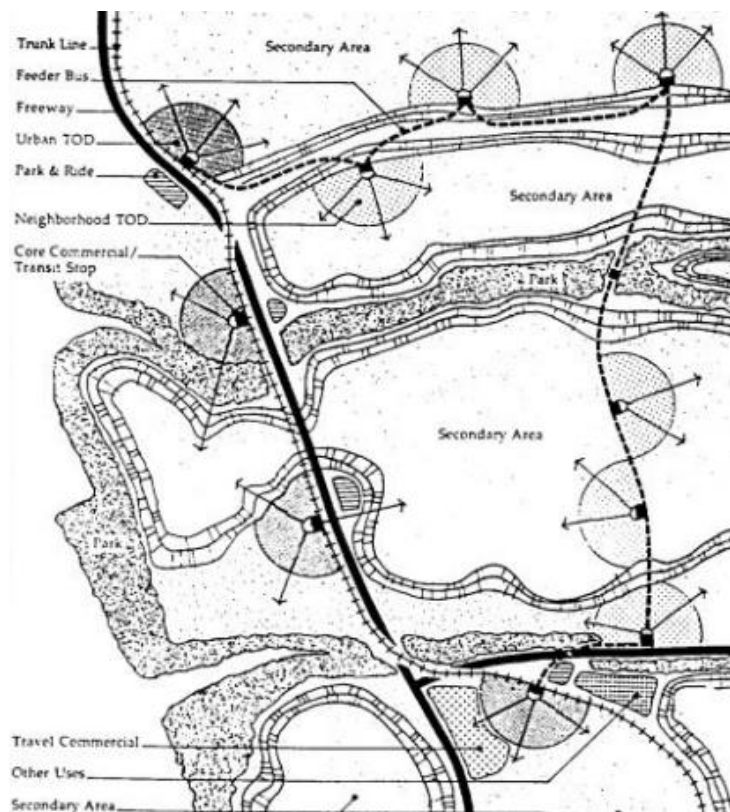 Trunk Line
Secondary Area
Feeder Bus
Freeway
Urban TOD
Park & Ride
Secondary Area
Neighborhood TOD
Core Commercial/
Transit Stop
Park
Secondary Area
Park
Travel Commercial
Other Uses
Secondary Area